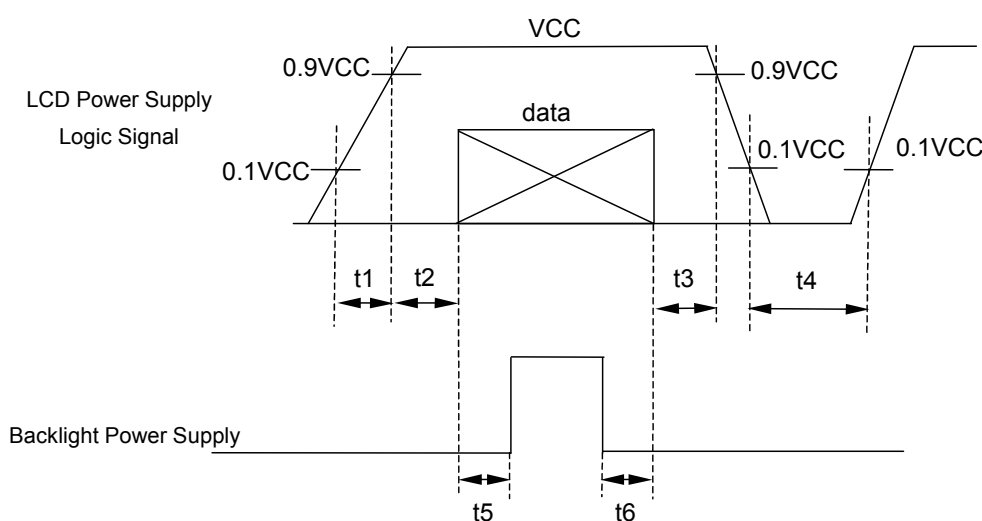 VCC
0.9VCC
0.9VCC
LCD Power Supply
Logic Signal
data
0.1VCC
0.1VCC
0.1VCC
t1
t2
t3
t4
Backlight Power Supply
t5
t6